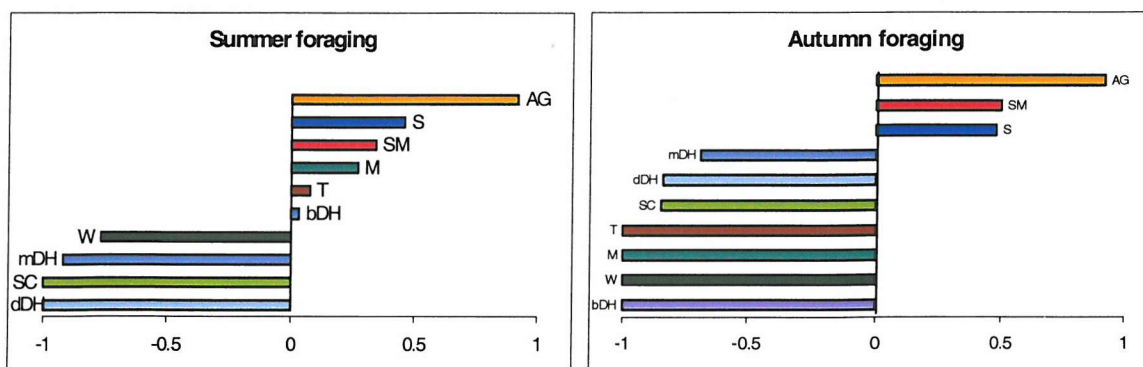 Summer foraging
AG
S
SM
M
T
bDH
W
mDH
SC
dDH
-1 -0.5 0 0.5 1
Autumn foraging
AG
SM
S
mDH
dDH
SC
T
M
W
bDH
-1 -0.5 0 0.5 1